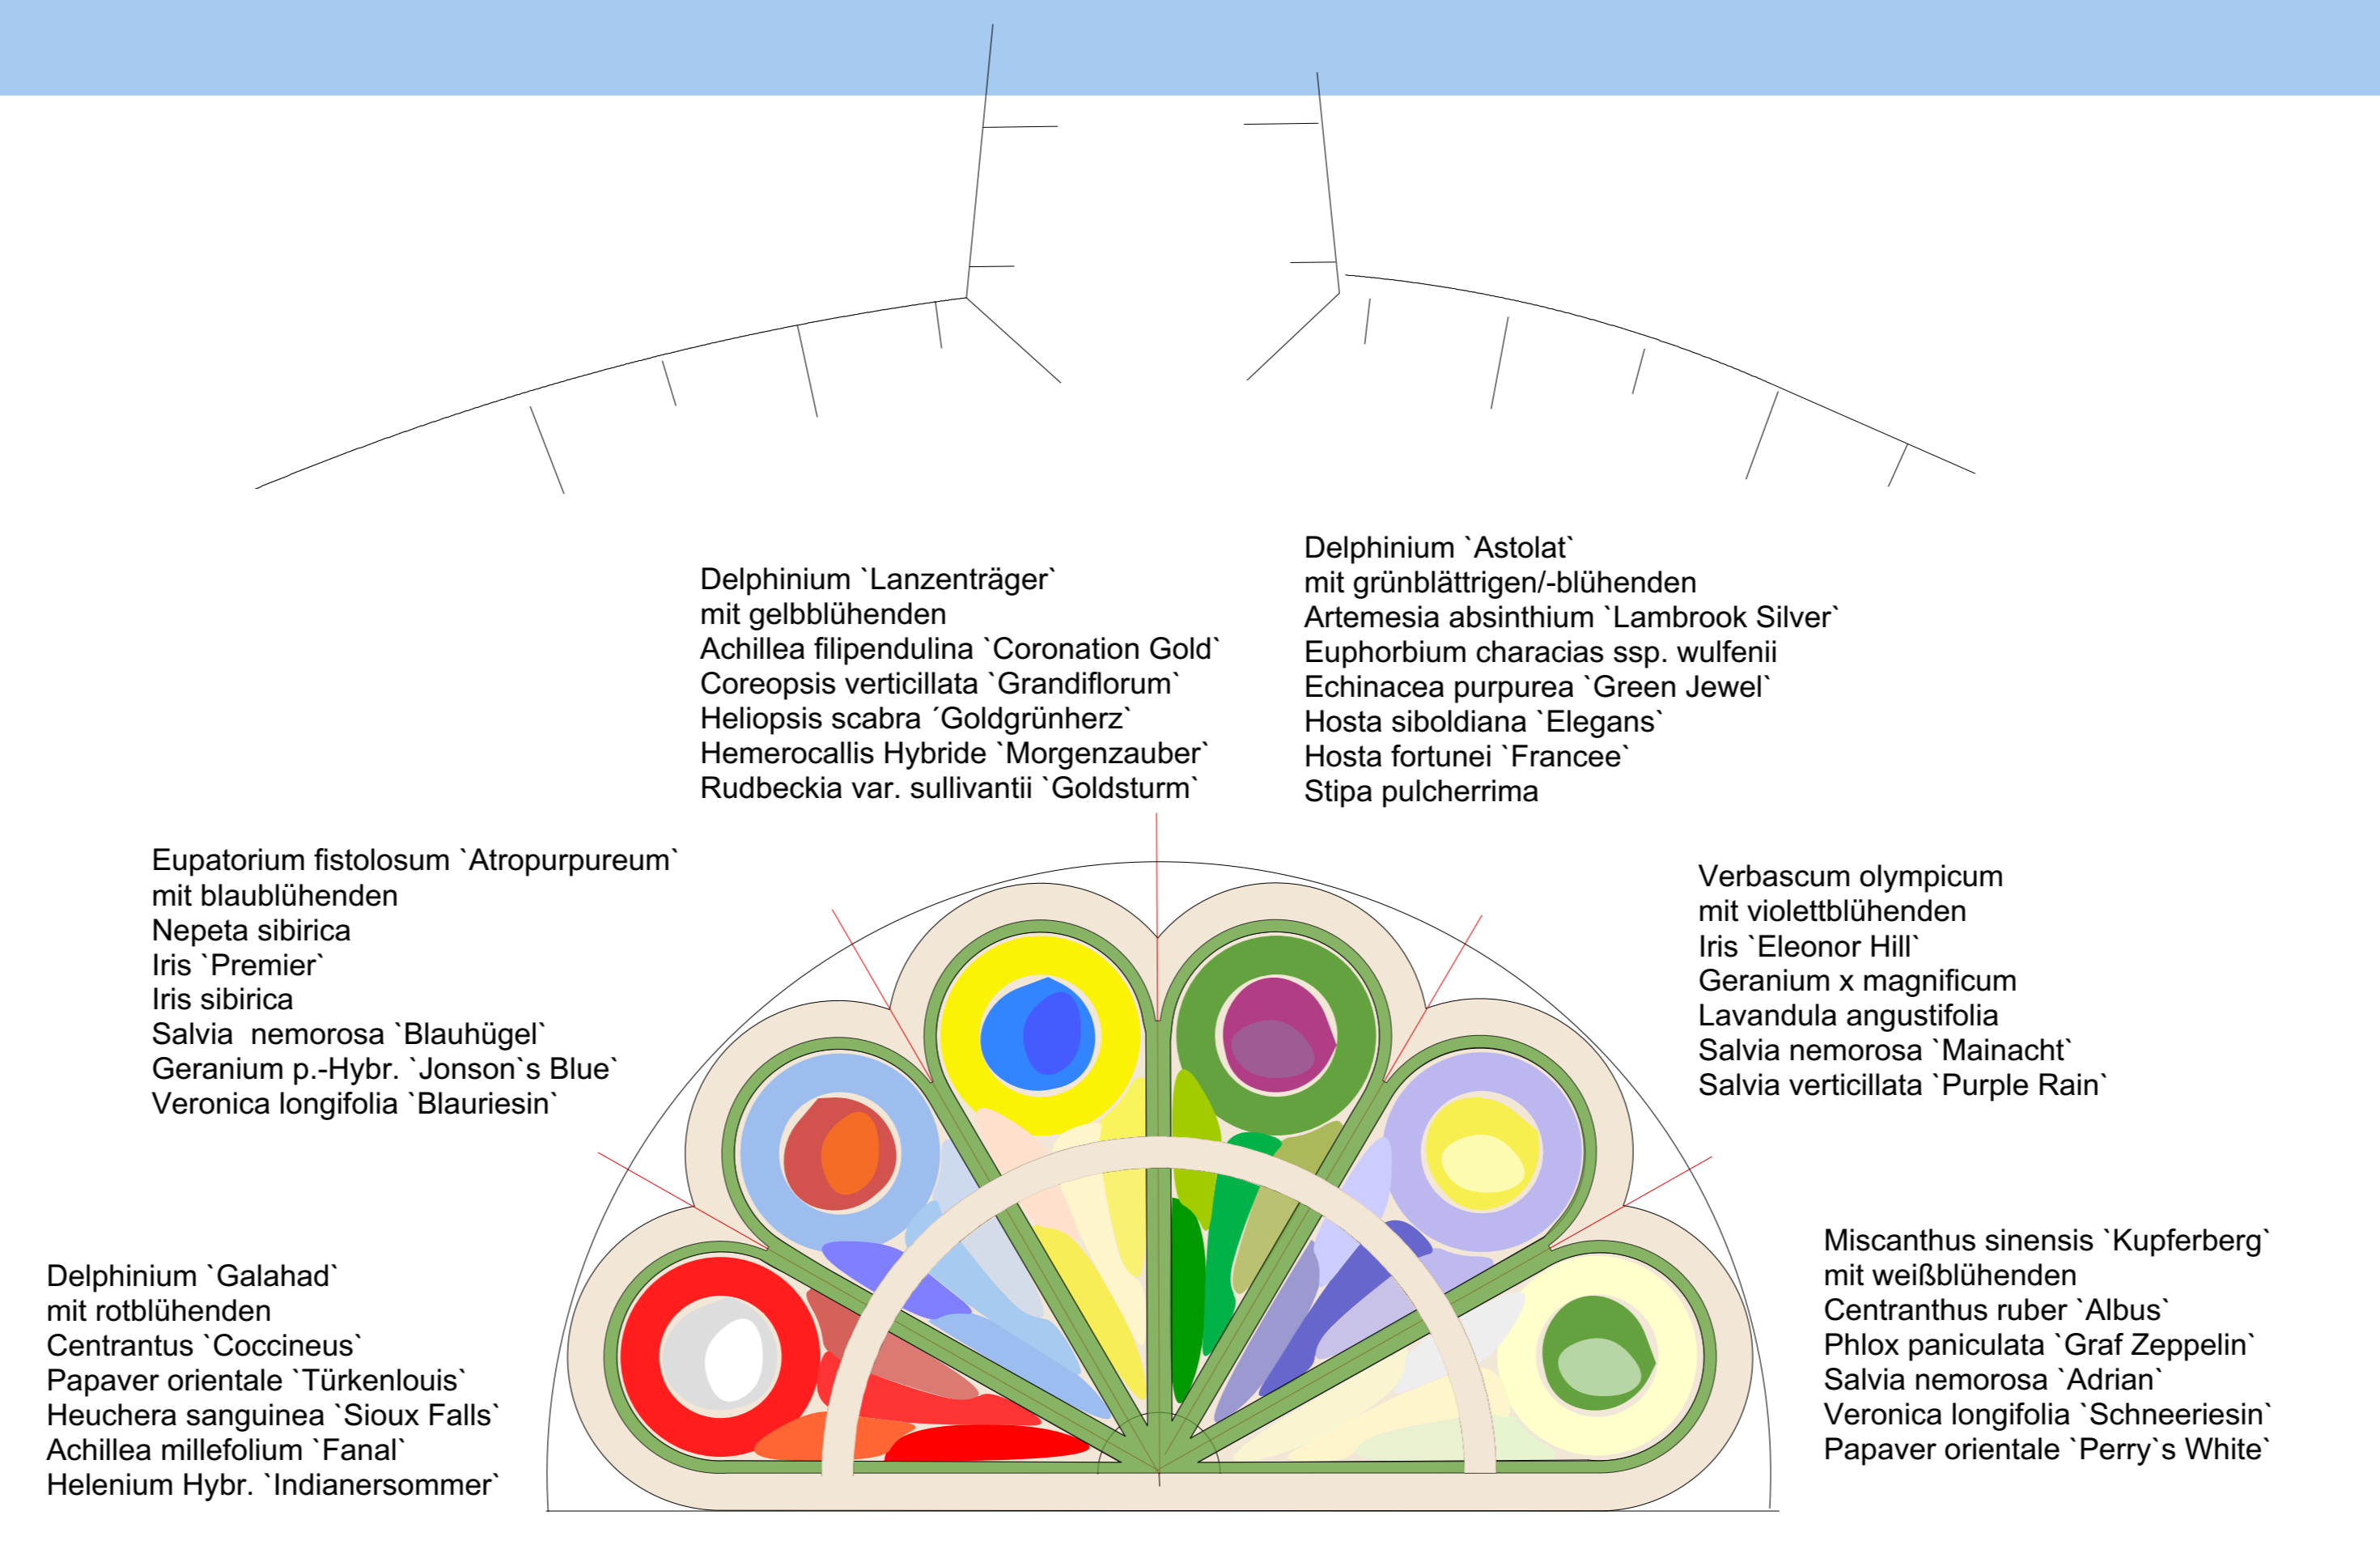 Delphinium `Astolat`
mit grünblättrigen/-blühenden
Artemesia absinthium `Lambrook Silver`
Euphorbium characias ssp. wulfenii
Echinacea purpurea `Green Jewel`
Hosta siboldiana `Elegans`
Hosta fortunei `Francee`
Stipa pulcherrima
Delphinium `Lanzenträger`
mit gelbblühenden
Achillea filipendulina `Coronation Gold`
Coreopsis verticillata `Grandiflorum`
Heliopsis scabra ´Goldgrünherz`
Hemerocallis Hybride `Morgenzauber`
Rudbeckia var. sullivantii `Goldsturm`
Eupatorium fistolosum `Atropurpureum`
mit blaublühenden
Nepeta sibirica
Iris `Premier`
Iris sibirica
Salvia  nemorosa `Blauhügel`
Geranium p.-Hybr. `Jonson`s Blue`
Veronica longifolia `Blauriesin`
Verbascum olympicum
mit violettblühenden
Iris `Eleonor Hill`
Geranium x magnificum
Lavandula angustifolia
Salvia nemorosa `Mainacht`
Salvia verticillata `Purple Rain`
Delphinium `Galahad`
mit rotblühenden
Centrantus `Coccineus`
Papaver orientale `Türkenlouis`
Heuchera sanguinea `Sioux Falls`
Achillea millefolium `Fanal`
Helenium Hybr. `Indianersommer`
Miscanthus sinensis `Kupferberg`
mit weißblühenden
Centranthus ruber `Albus`
Phlox paniculata `Graf Zeppelin`
Salvia nemorosa `Adrian`
Veronica longifolia `Schneeriesin`
Papaver orientale `Perry`s White`